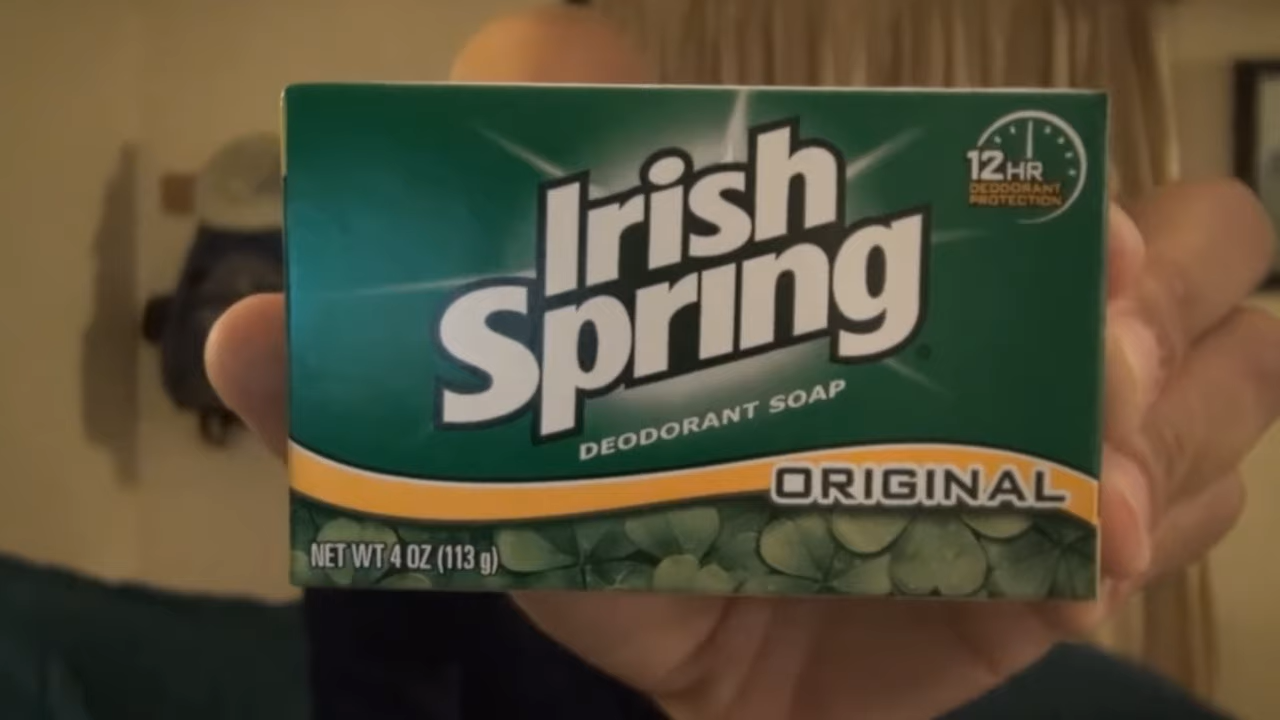 Irish
Spring®
DEODORANT SOAP
12HR
DEODORANT
PROTECTION
ORIGINAL
NET WT 4 OZ (113 g)